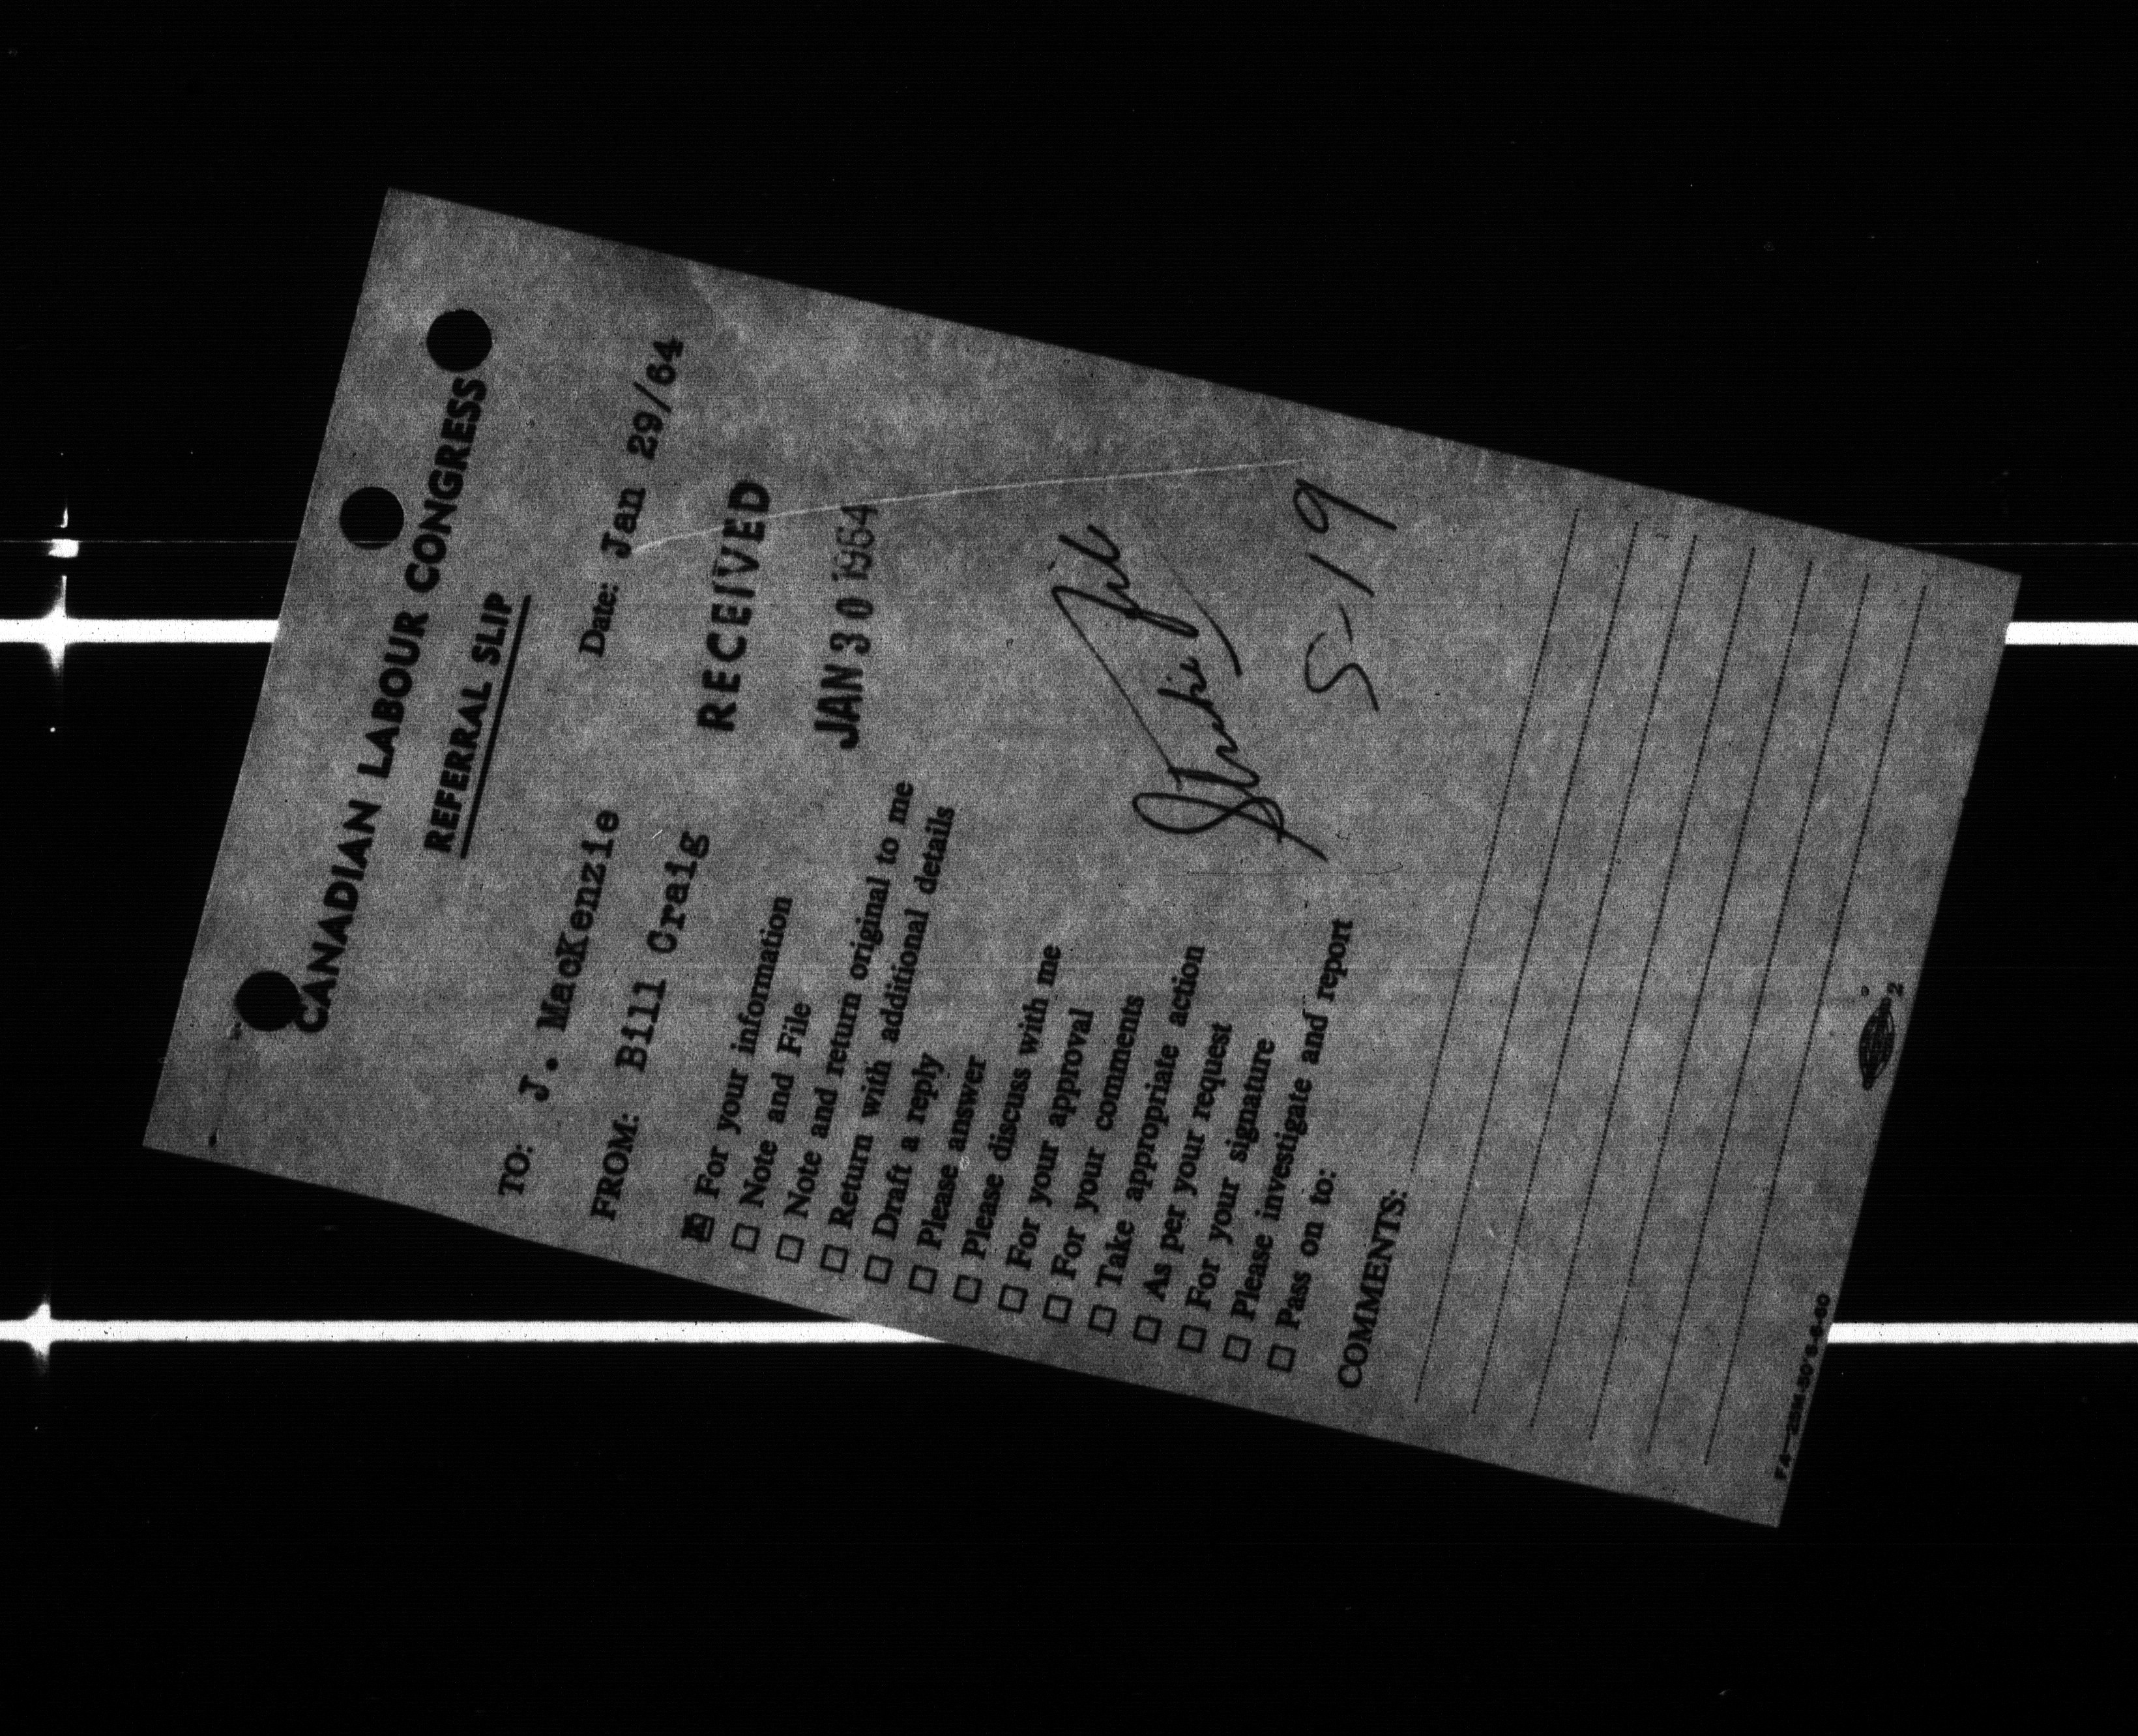 CANADIAN LABOUR CONGRESS
REFERRAL SLIP
Date: Jan 29/64
TO: J. MacKenzie
FROM: Bill Craig
RECEIVED
JAN 30 1964
☒ For your information
☐ Note and File
☐ Note and return original to me
☐ Return with additional details
☐ Draft a reply
☐ Please answer
☐ Please discuss with me
☐ For your approval
☐ For your comments
☐ Take appropriate action
☐ As per your request
☐ For your signature
☐ Please investigate and report
☐ Pass on to:
File
S-19
COMMENTS:
2